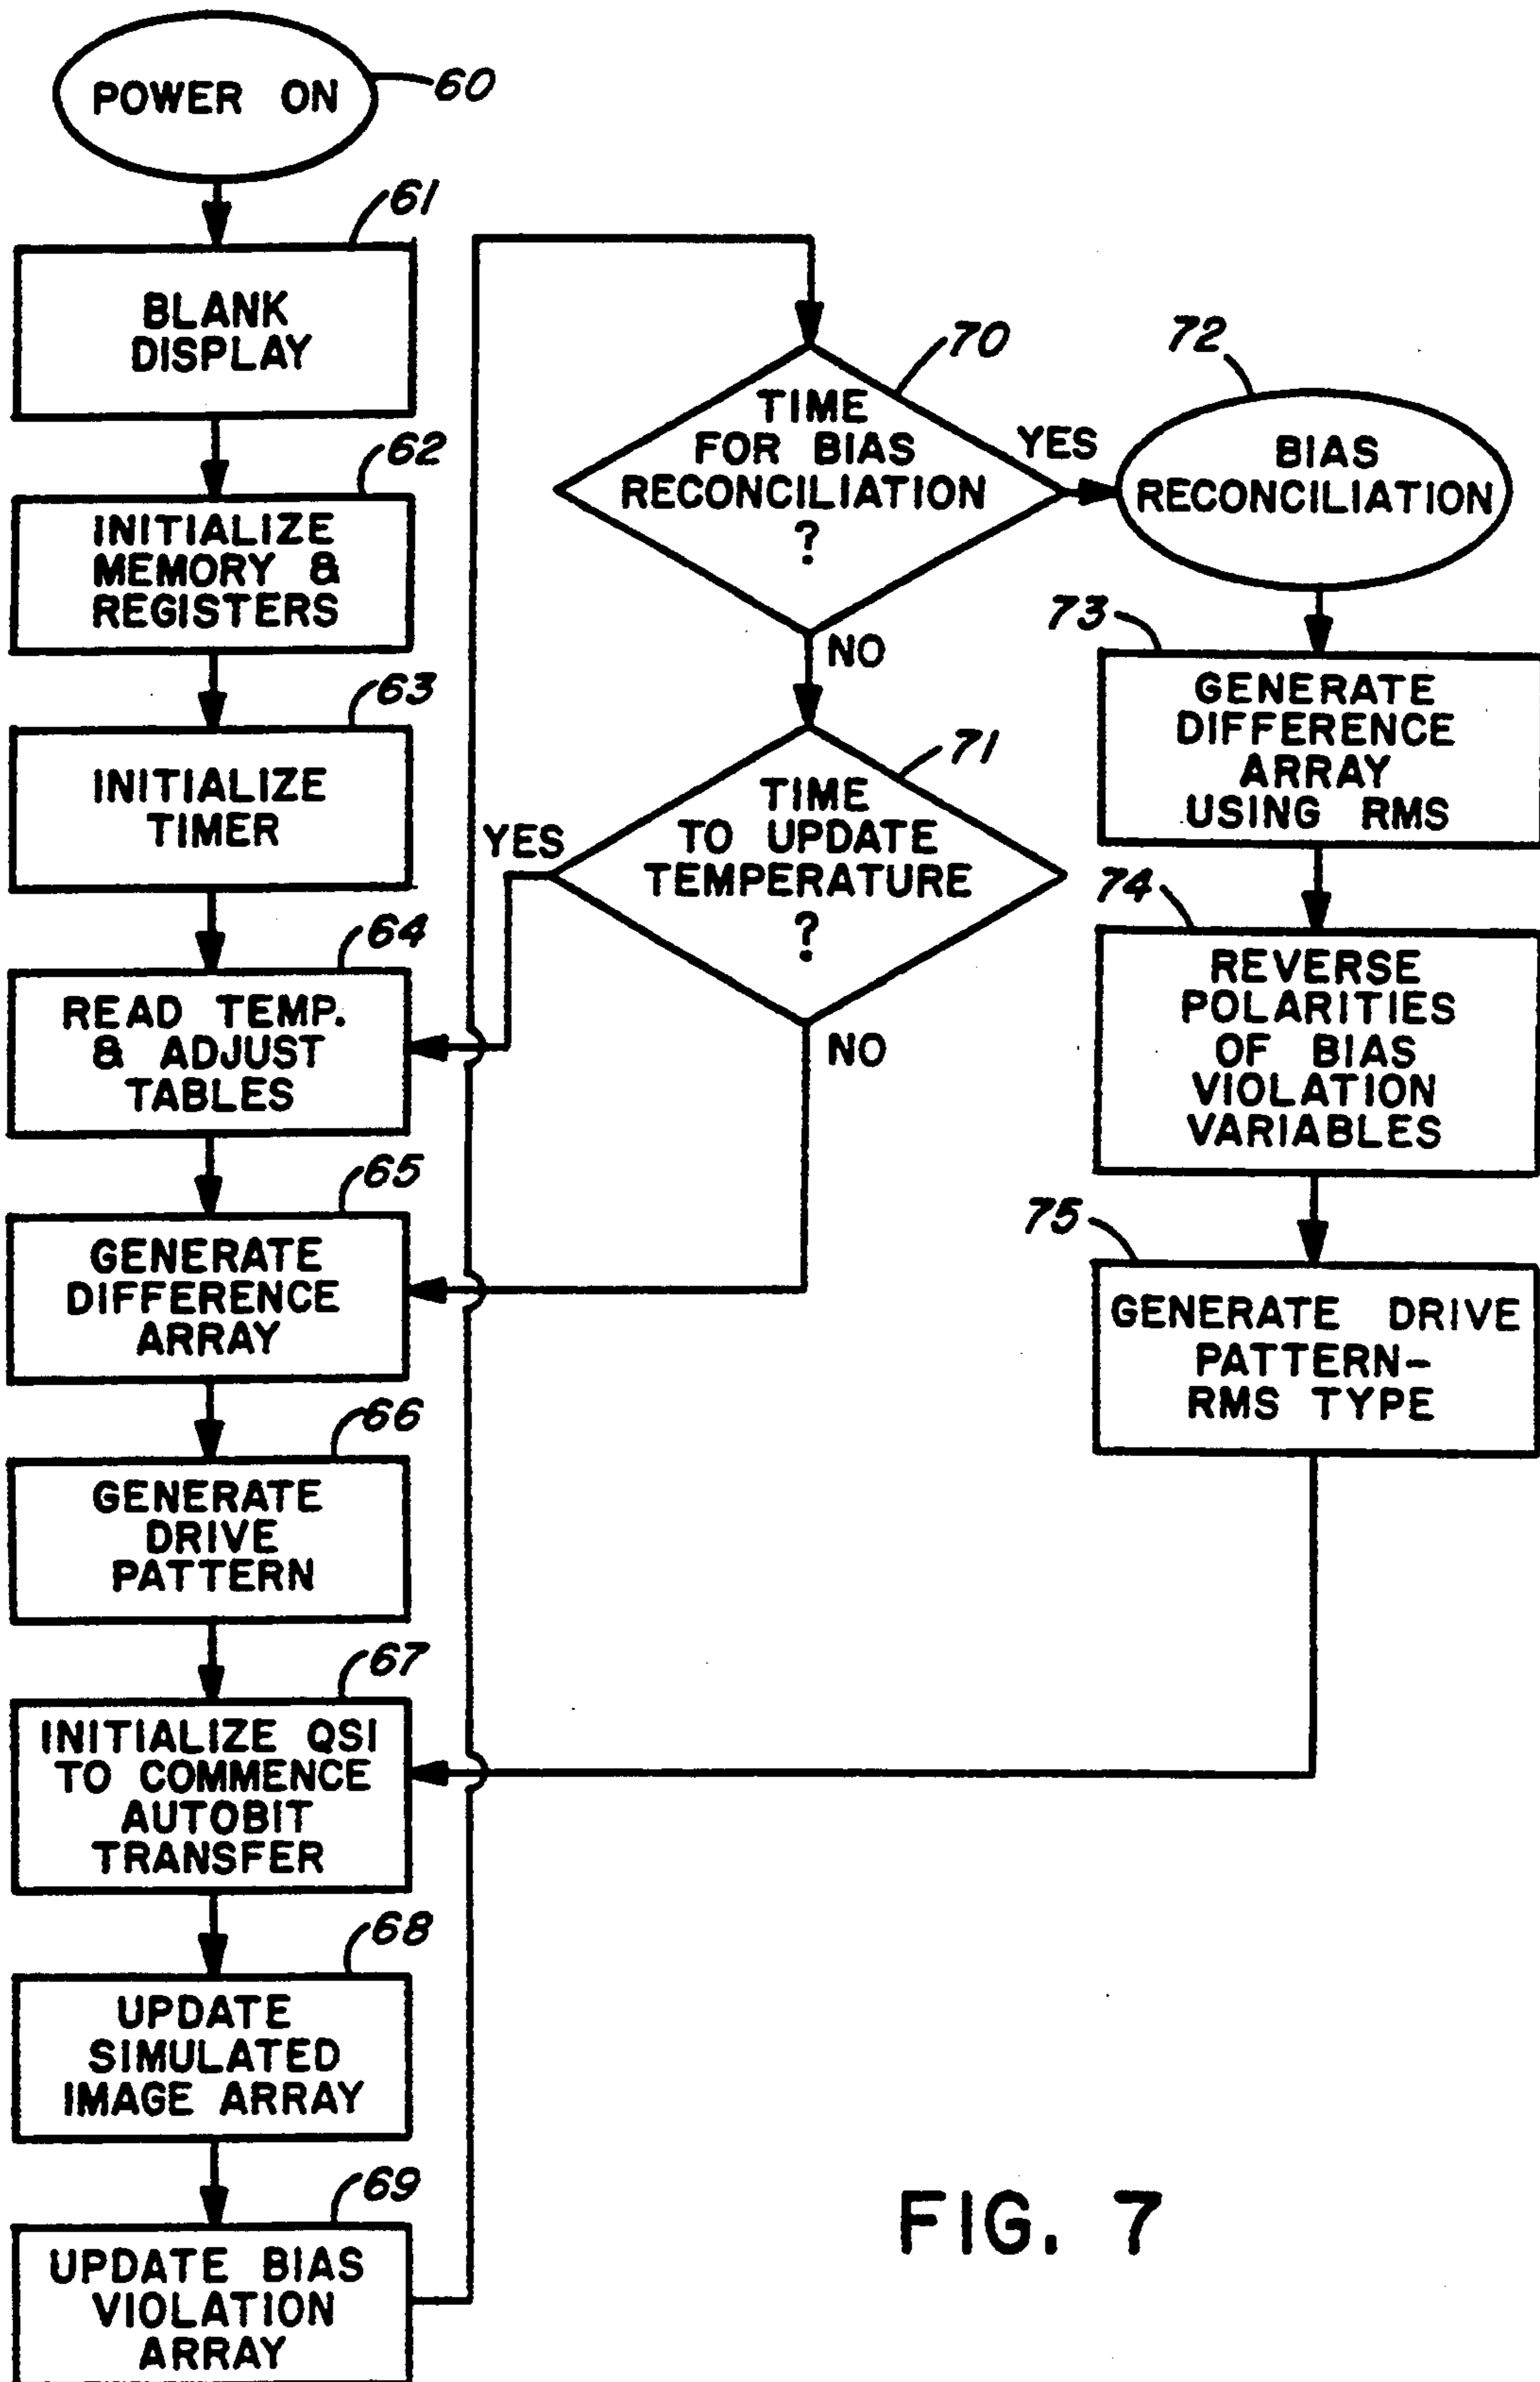 POWER ON
60
61
BLANK
DISPLAY
62
INITIALIZE
MEMORY &
REGISTERS
63
INITIALIZE
TIMER
64
READ TEMP.
& ADJUST
TABLES
65
GENERATE
DIFFERENCE
ARRAY
66
GENERATE
DRIVE
PATTERN
67
INITIALIZE QSI
TO COMMENCE
AUTOBIT
TRANSFER
68
UPDATE
SIMULATED
IMAGE ARRAY
69
UPDATE BIAS
VIOLATION
ARRAY
70
TIME
FOR BIAS
RECONCILIATION
?
YES
NO
71
TIME
TO UPDATE
TEMPERATURE
?
YES
NO
72
BIAS
RECONCILIATION
73
GENERATE
DIFFERENCE
ARRAY
USING RMS
74
REVERSE
POLARITIES
OF BIAS
VIOLATION
VARIABLES
75
GENERATE DRIVE
PATTERN-
RMS TYPE
FIG. 7